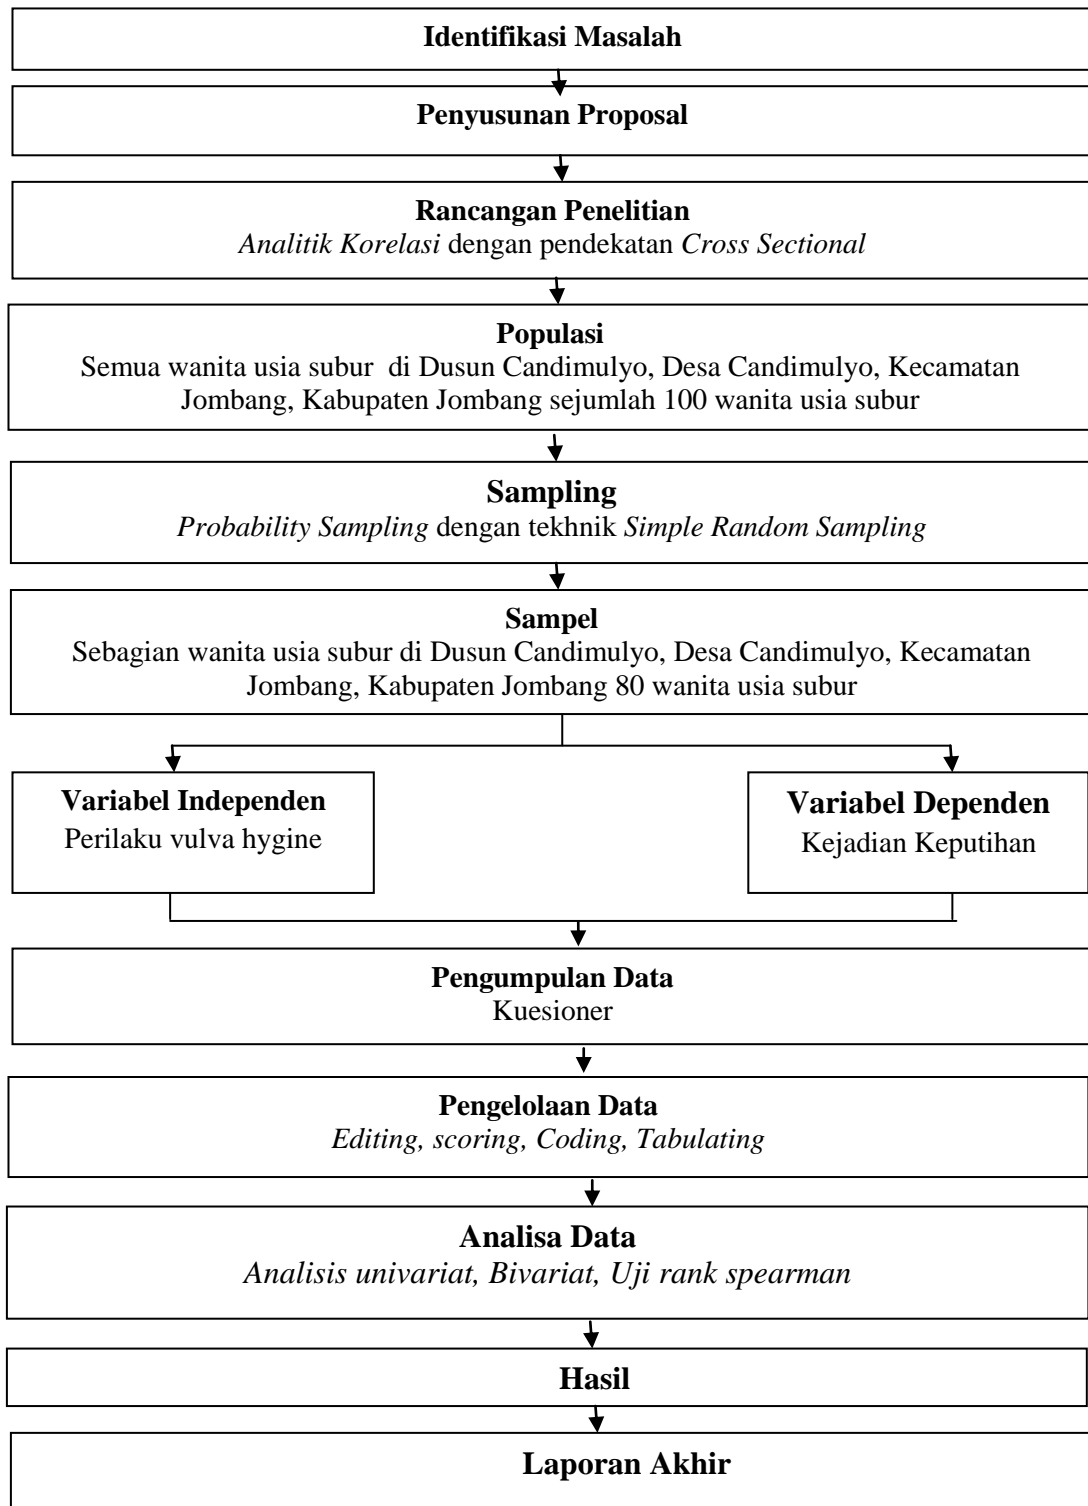 Identifikasi Masalah
Penyusunan Proposal
Rancangan Penelitian
Analitik Korelasi dengan pendekatan Cross Sectional
Populasi
Semua wanita usia subur di Dusun Candimulyo, Desa Candimulyo, Kecamatan
Jombang, Kabupaten Jombang sejumlah 100 wanita usia subur
Sampling
Probability Sampling dengan tekhnik Simple Random Sampling
Sampel
Sebagian wanita usia subur di Dusun Candimulyo, Desa Candimulyo, Kecamatan
Jombang, Kabupaten Jombang 80 wanita usia subur
Variabel Independen
Perilaku vulva hygine
Variabel Dependen
Kejadian Keputihan
Pengumpulan Data
Kuesioner
Pengelolaan Data
Editing, scoring, Coding, Tabulating
Analisa Data
Analisis univariat, Bivariat, Uji rank spearman
Hasil
Laporan Akhir